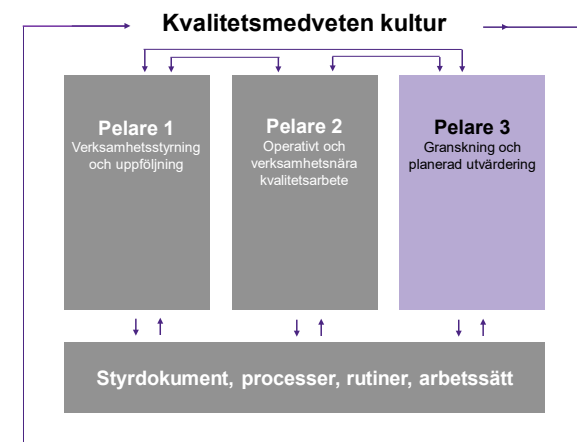 Kvalitetsmedveten kultur
Pelare 1
Verksamhetsstyrning
och uppföljning
Pelare 2
Operativt och
verksamhetsnära
kvalitetsarbete
Pelare 3
Granskning och
planerad utvärdering
Styrdokument, processer, rutiner, arbetssätt